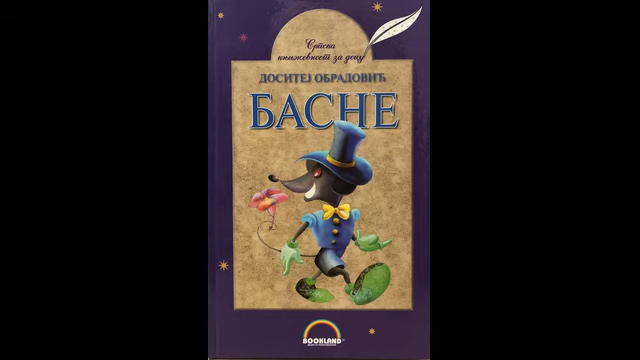 Српска
књижевност за децу
ДОСИТЕЈ ОБРАДОВИЋ
БАСНЕ
BOOKLAND